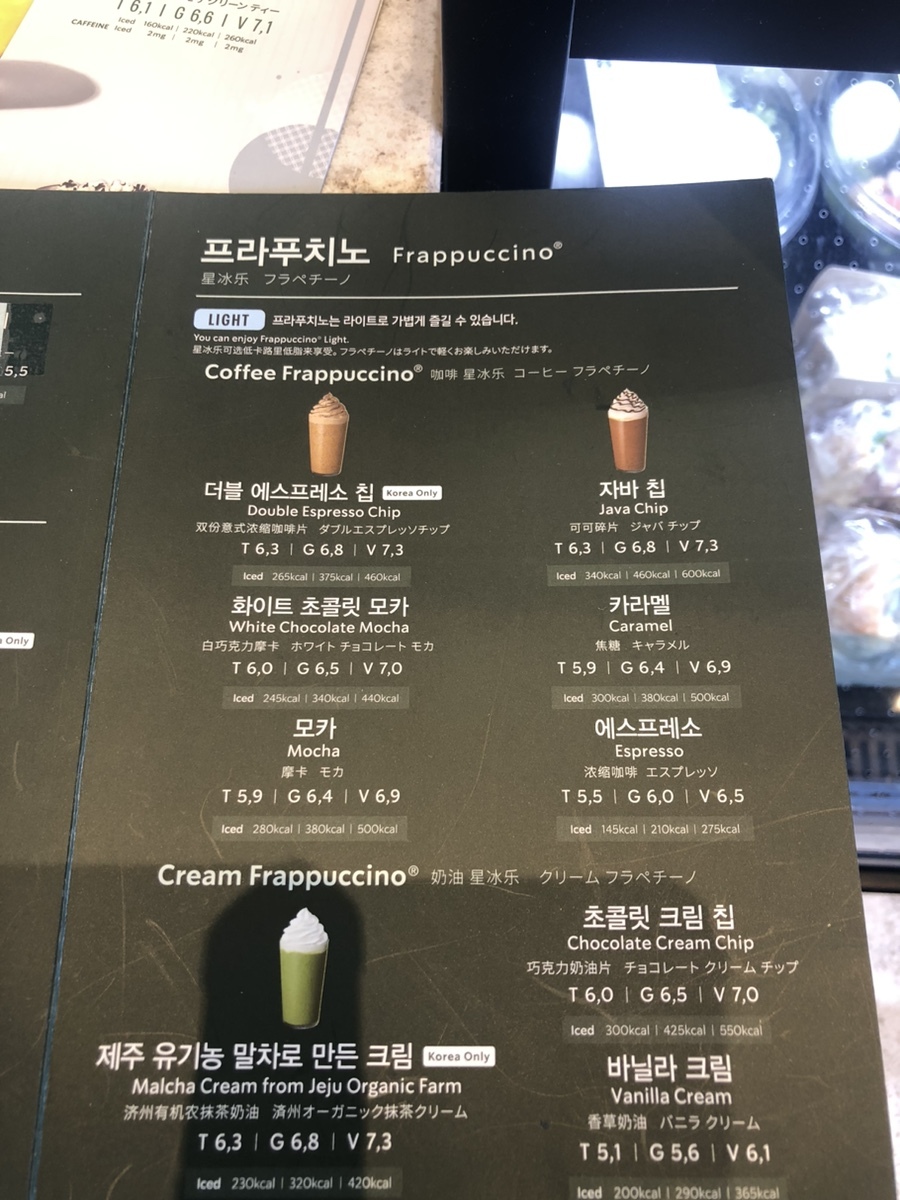 グリーン ティー
T 6,1 | G 6,6 | V 7,1
Iced 160kcal | 220kcal | 260kcal
CAFFEINE Iced 2mg / 2mg / 2mg
프라푸치노 Frappuccino®
星冰乐 フラペチーノ
LIGHT 프라푸치노는 라이트로 가볍게 즐길 수 있습니다.
You can enjoy Frappuccino® Light.
星冰乐可选低卡路里低脂来享受。フラペチーノはライトで軽くお楽しみいただけます。
5,5
Coffee Frappuccino® 咖啡 星冰乐 コーヒー フラペチーノ
더블 에스프레소 칩 Korea Only
Double Espresso Chip
双份意式浓缩咖啡片 ダブルエスプレッソチップ
T 6,3 | G 6,8 | V 7,3
Iced 265kcal | 375kcal | 460kcal
자바 칩
Java Chip
可可碎片 ジャバ チップ
T 6,3 | G 6,8 | V 7,3
Iced 340kcal | 460kcal | 600kcal
화이트 초콜릿 모카
White Chocolate Mocha
白巧克力摩卡 ホワイト チョコレート モカ
T 6,0 | G 6,5 | V 7,0
Iced 245kcal | 340kcal | 440kcal
카라멜
Caramel
焦糖 キャラメル
T 5,9 | G 6,4 | V 6,9
Iced 300kcal | 380kcal | 500kcal
모카
Mocha
摩卡 モカ
T 5,9 | G 6,4 | V 6,9
Iced 280kcal | 380kcal | 500kcal
에스프레소
Espresso
浓缩咖啡 エスプレッソ
T 5,5 | G 6,0 | V 6,5
Iced 145kcal | 210kcal | 275kcal
Only
Cream Frappuccino® 奶油 星冰乐 クリーム フラペチーノ
제주 유기농 말차로 만든 크림 Korea Only
Malcha Cream from Jeju Organic Farm
济州有机农抹茶奶油 済州オーガニック抹茶クリーム
T 6,3 | G 6,8 | V 7,3
Iced 230kcal | 320kcal | 420kcal
초콜릿 크림 칩
Chocolate Cream Chip
巧克力奶油片 チョコレート クリーム チップ
T 6,0 | G 6,5 | V 7,0
Iced 300kcal | 425kcal | 550kcal
바닐라 크림
Vanilla Cream
香草奶油 バニラ クリーム
T 5,1 | G 5,6 | V 6,1
Iced 200kcal | 290kcal | 365kcal